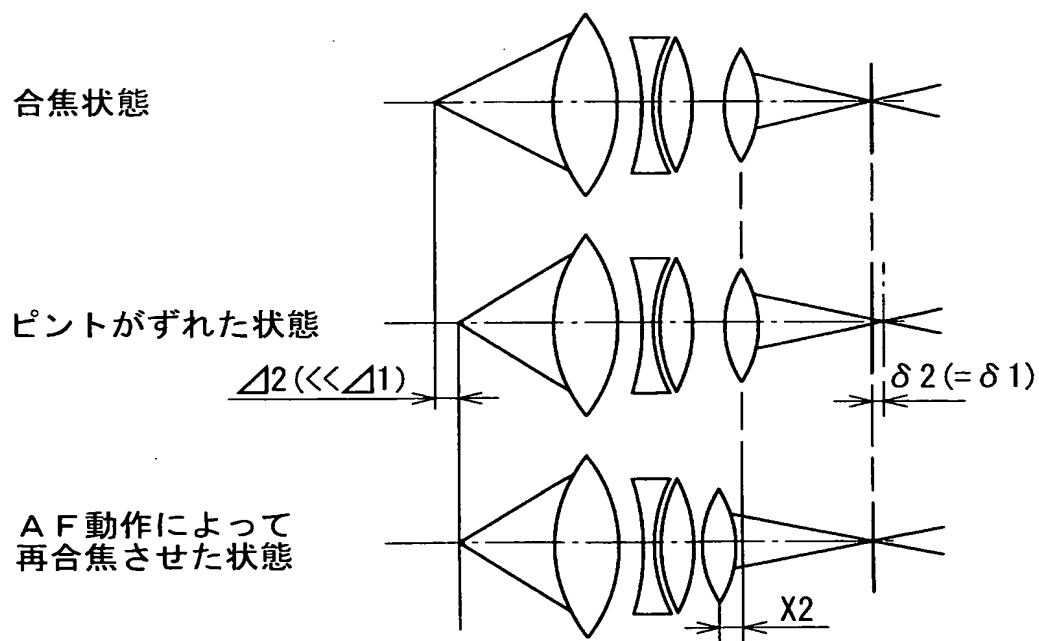 合焦状態
ピントがずれた状態
⊿2(<<⊿1)
δ2(=δ1)
AF動作によって
再合焦させた状態
X2